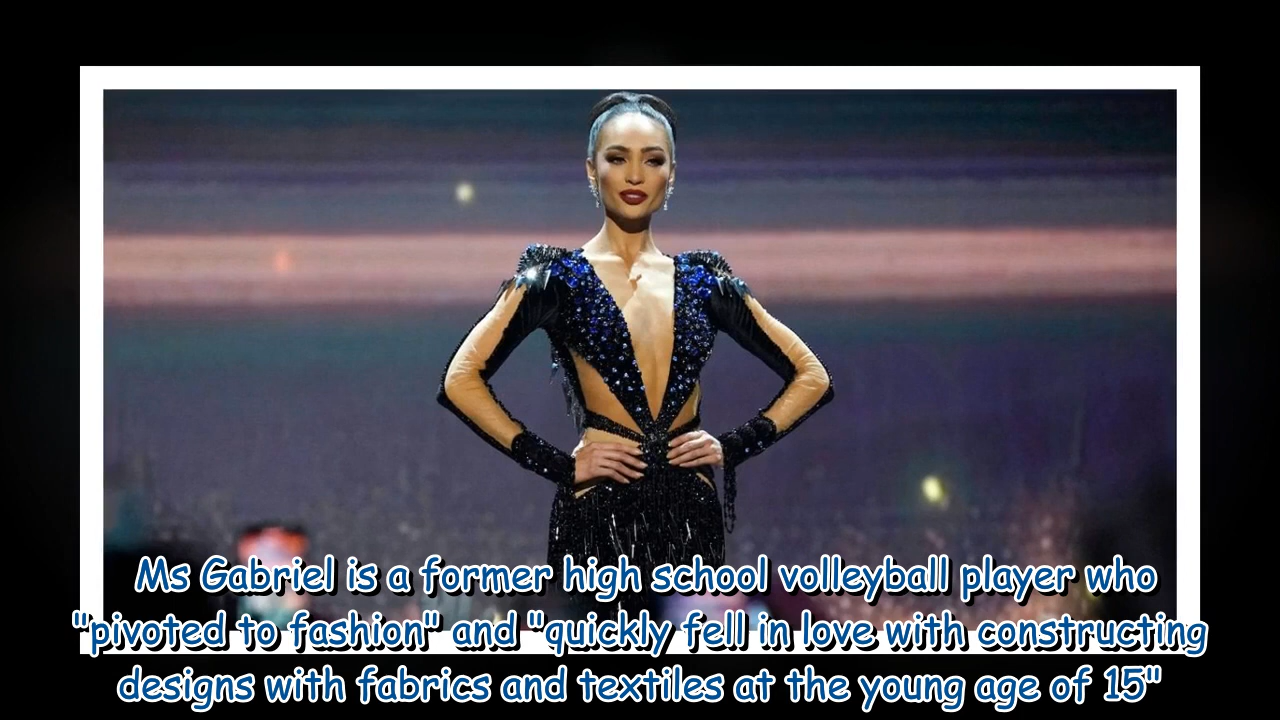 Ms Gabriel is a former high school volleyball player who
"pivoted to fashion" and "quickly fell in love with constructing
designs with fabrics and textiles at the young age of 15"